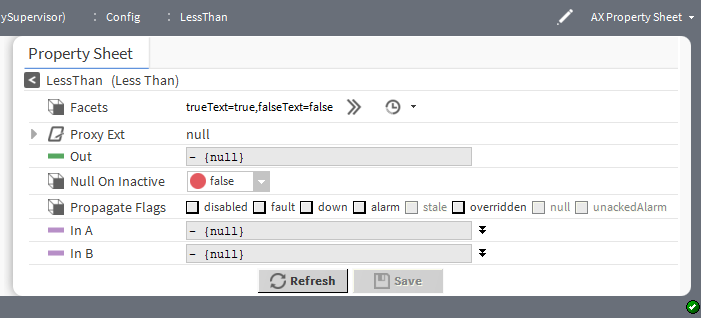 ySupervisor) : Config : LessThan AX Property Sheet
Property Sheet
< LessThan (Less Than)
Facets trueText=true,falseText=false
Proxy Ext null
Out - {null}
Null On Inactive false
Propagate Flags disabled fault down alarm stale overridden null unackedAlarm
In A - {null}
In B - {null}
Refresh Save